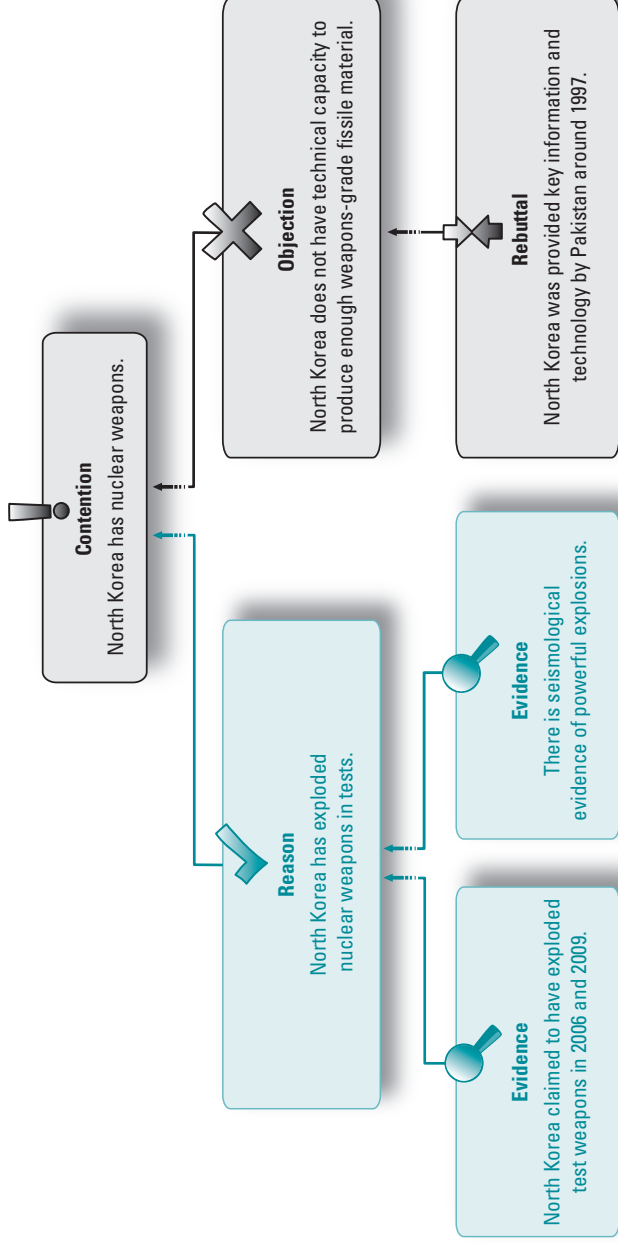 Contention
North Korea has nuclear weapons.
Reason
North Korea has exploded
nuclear weapons in tests.
Objection
North Korea does not have technical capacity to
produce enough weapons-grade fissile material.
Evidence
North Korea claimed to have exploded
test weapons in 2006 and 2009.
Evidence
There is seismological
evidence of powerful explosions.
Rebuttal
North Korea was provided key information and
technology by Pakistan around 1997.